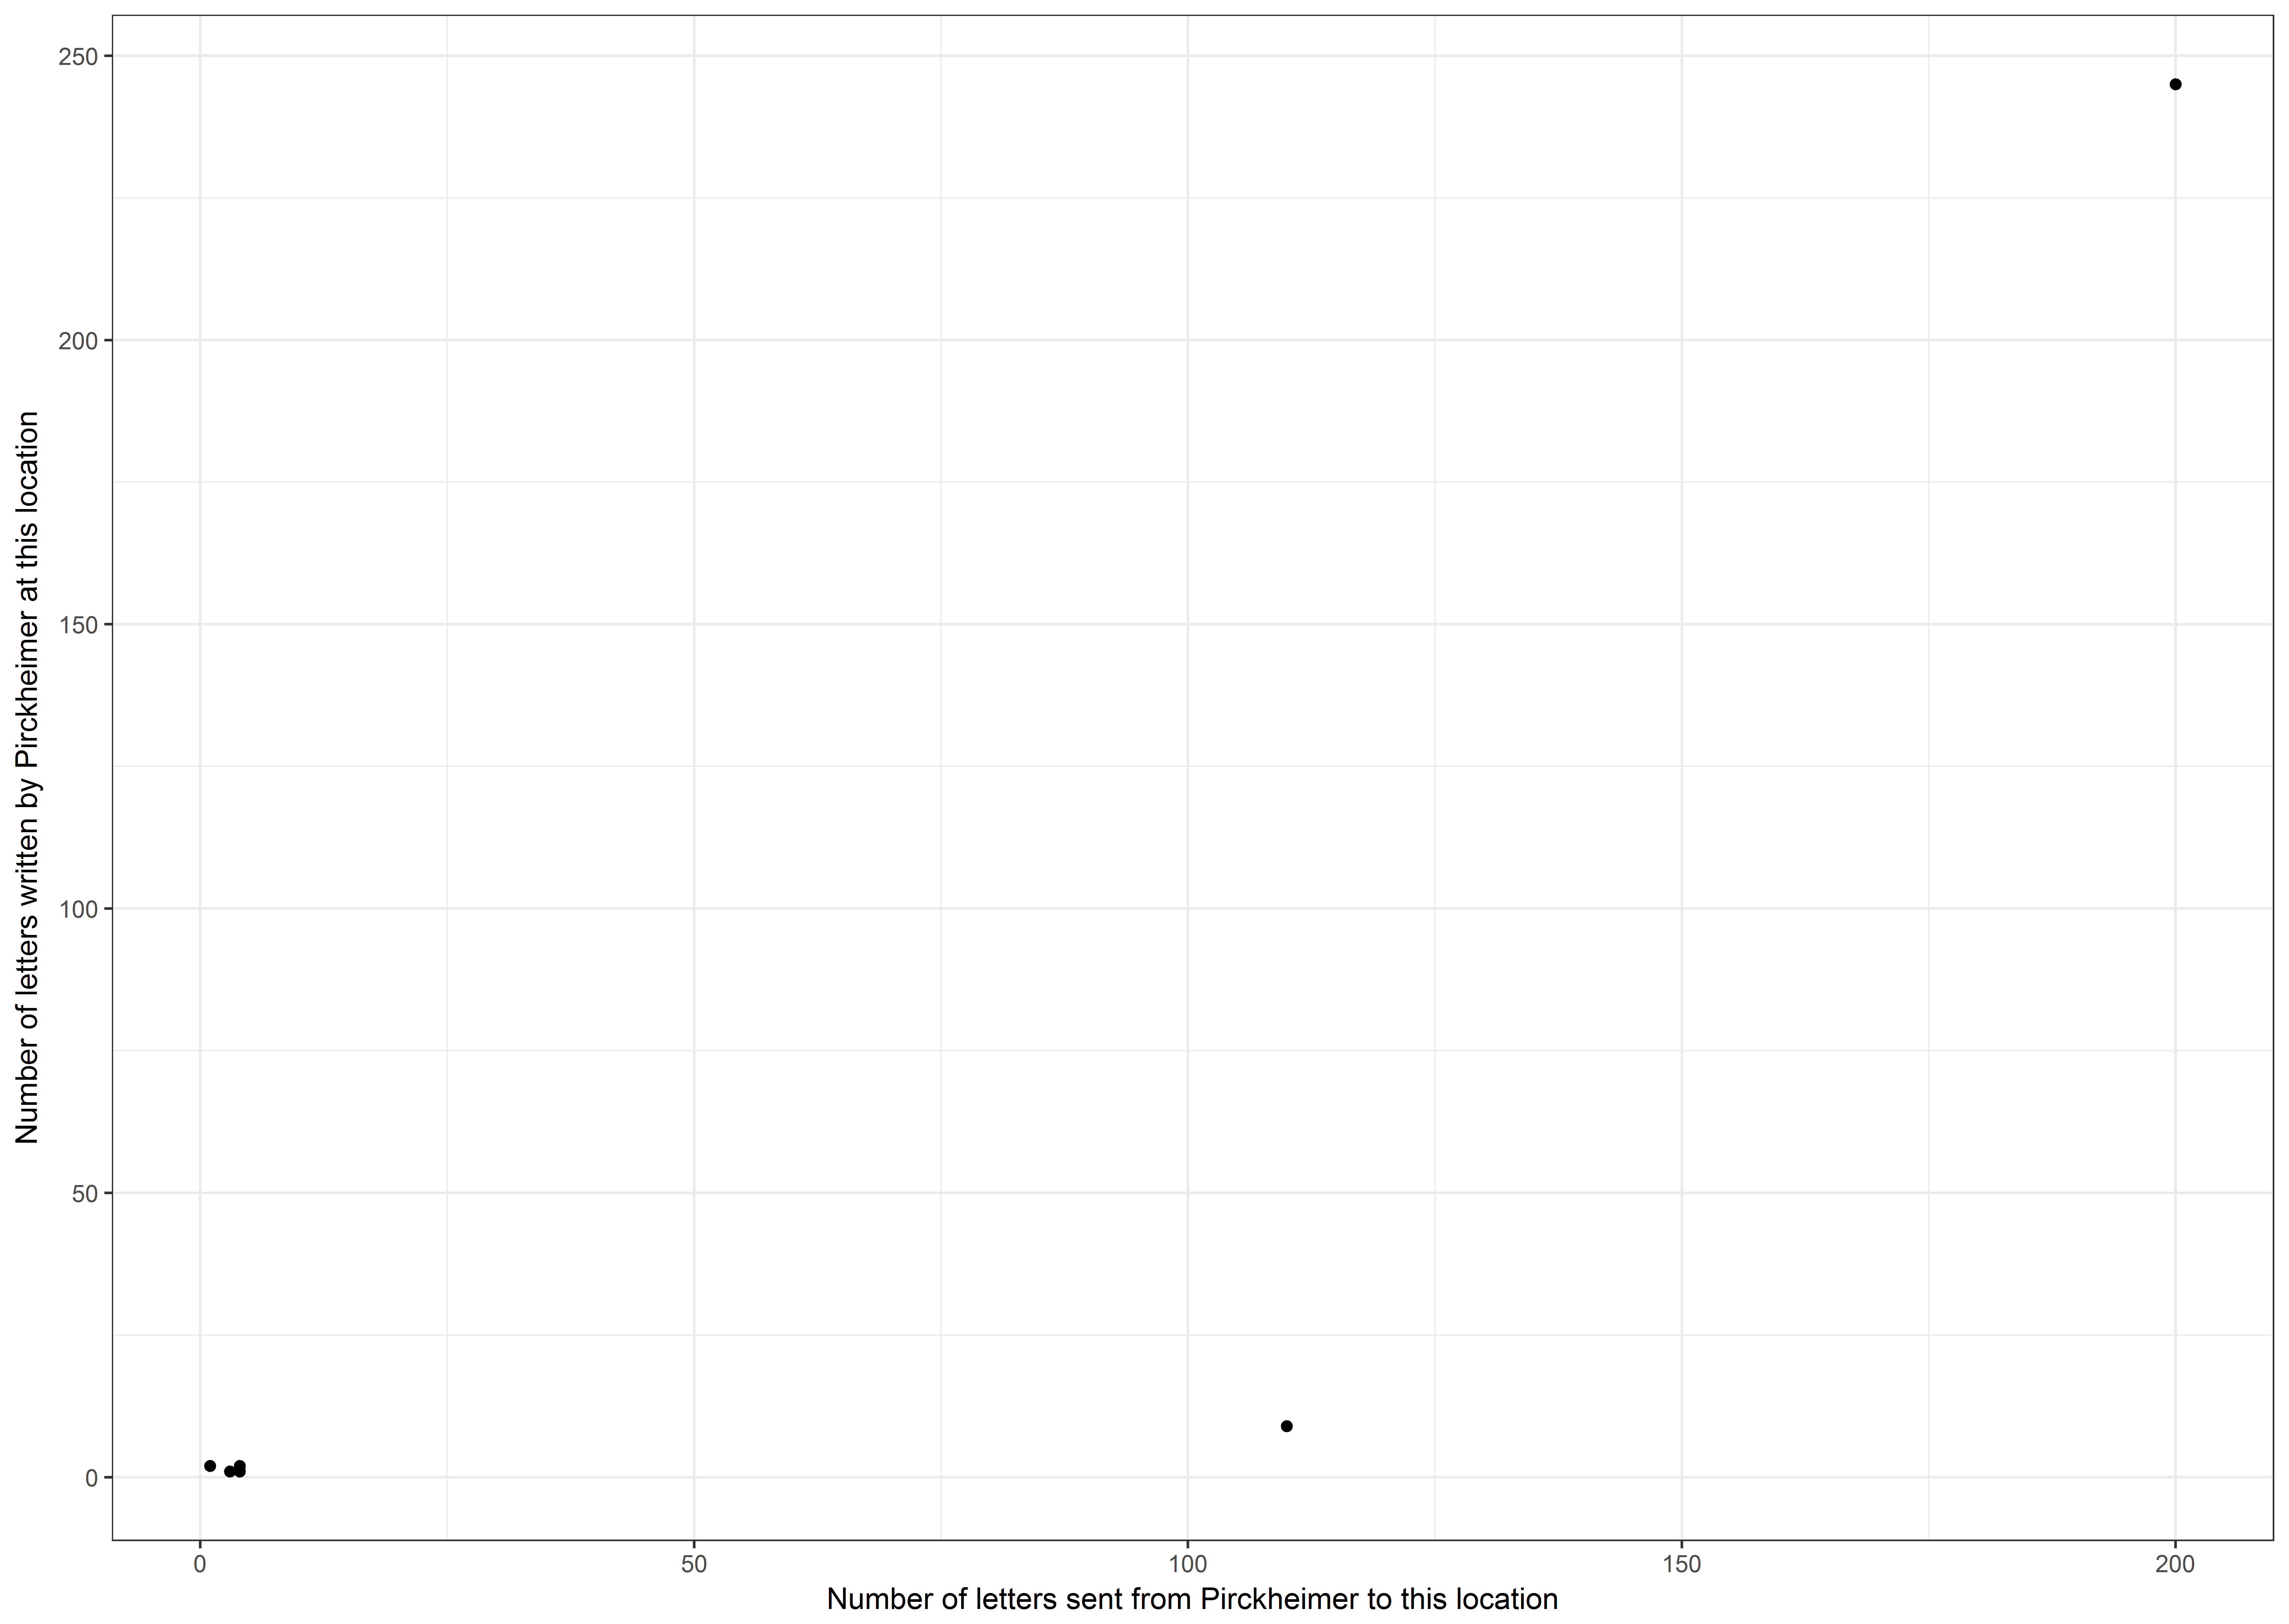 Number of letters written by Pirckheimer at this location
250
200
150
100
50
0
0 50 100 150 200
Number of letters sent from Pirckheimer to this location